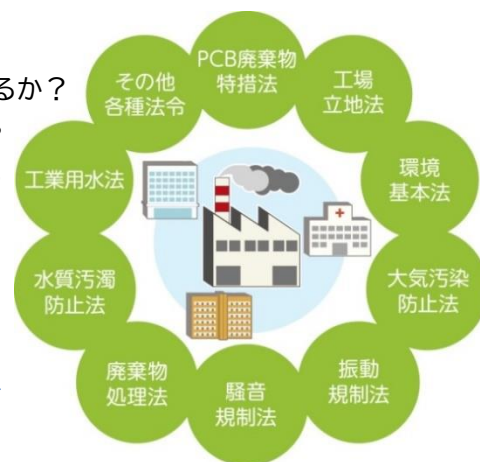 るか？
PCB廃棄物
特措法
工場
立地法
環境
基本法
大気汚染
防止法
振動
規制法
騒音
規制法
廃棄物
処理法
水質汚濁
防止法
工業用水法
その他
各種法令